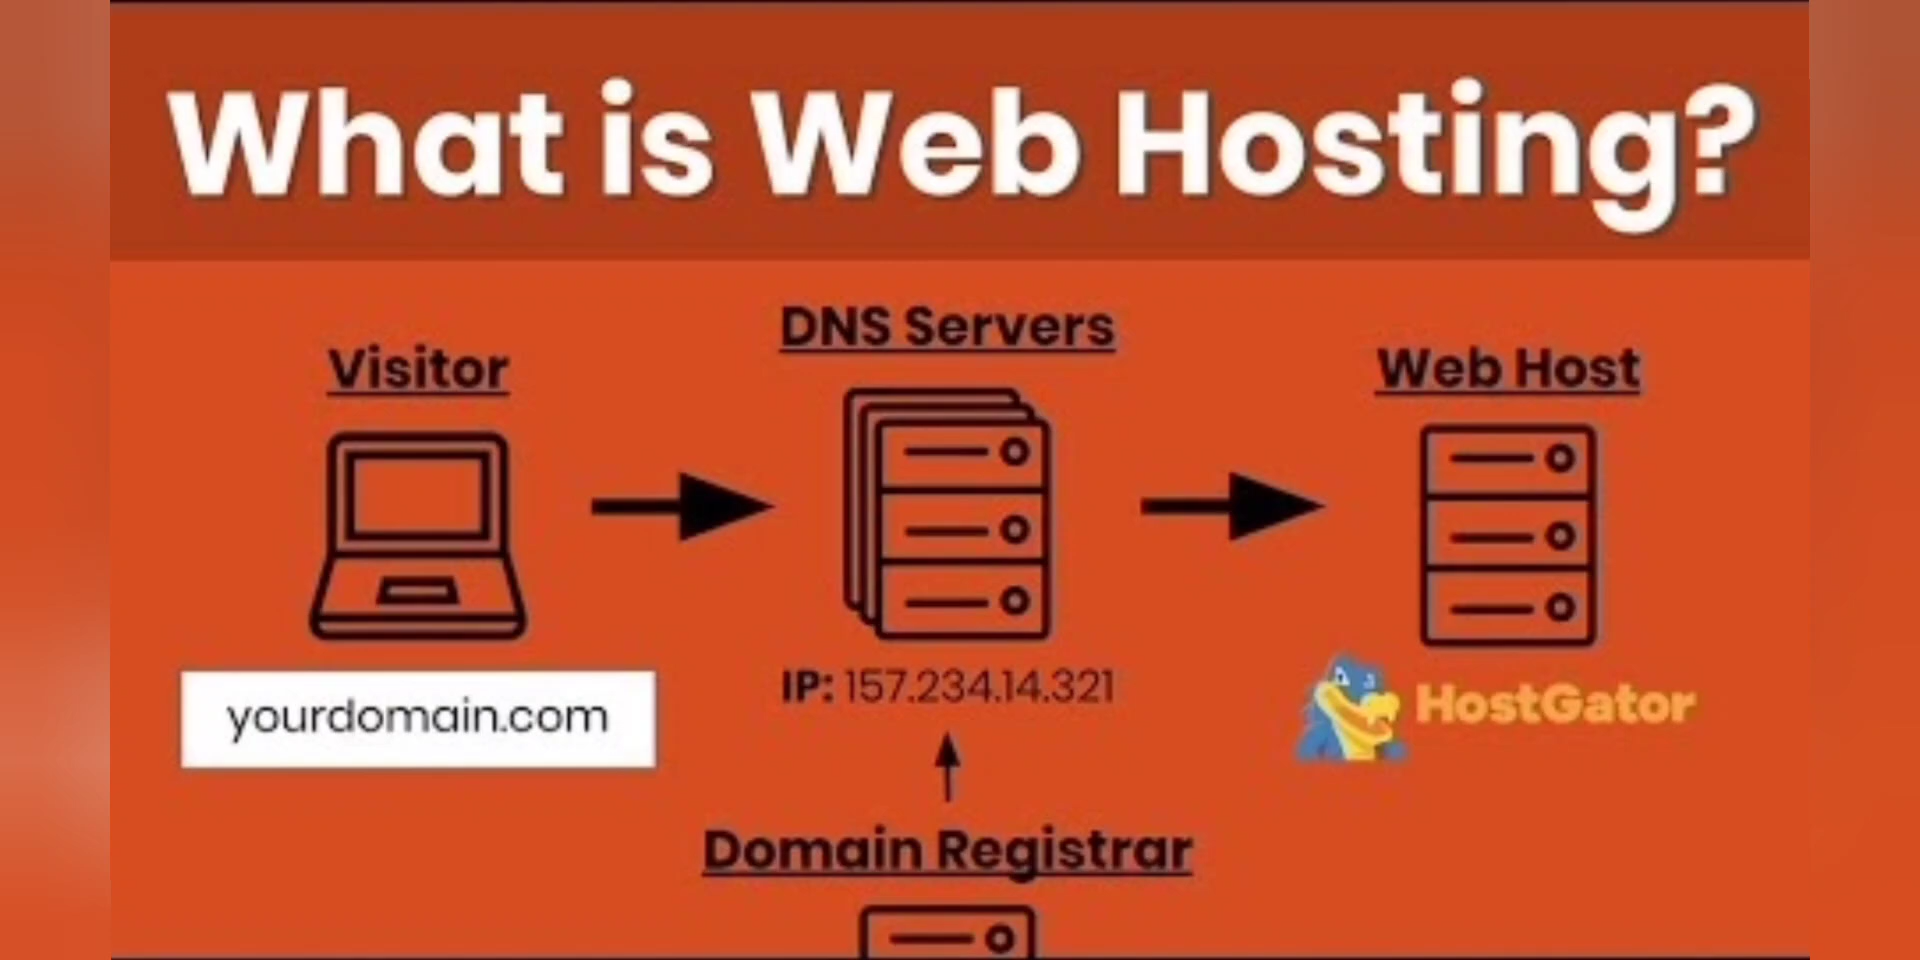 What is Web Hosting?
Visitor
DNS Servers
Web Host
yourdomain.com
IP: 157.234.14.321
HostGator
Domain Registrar